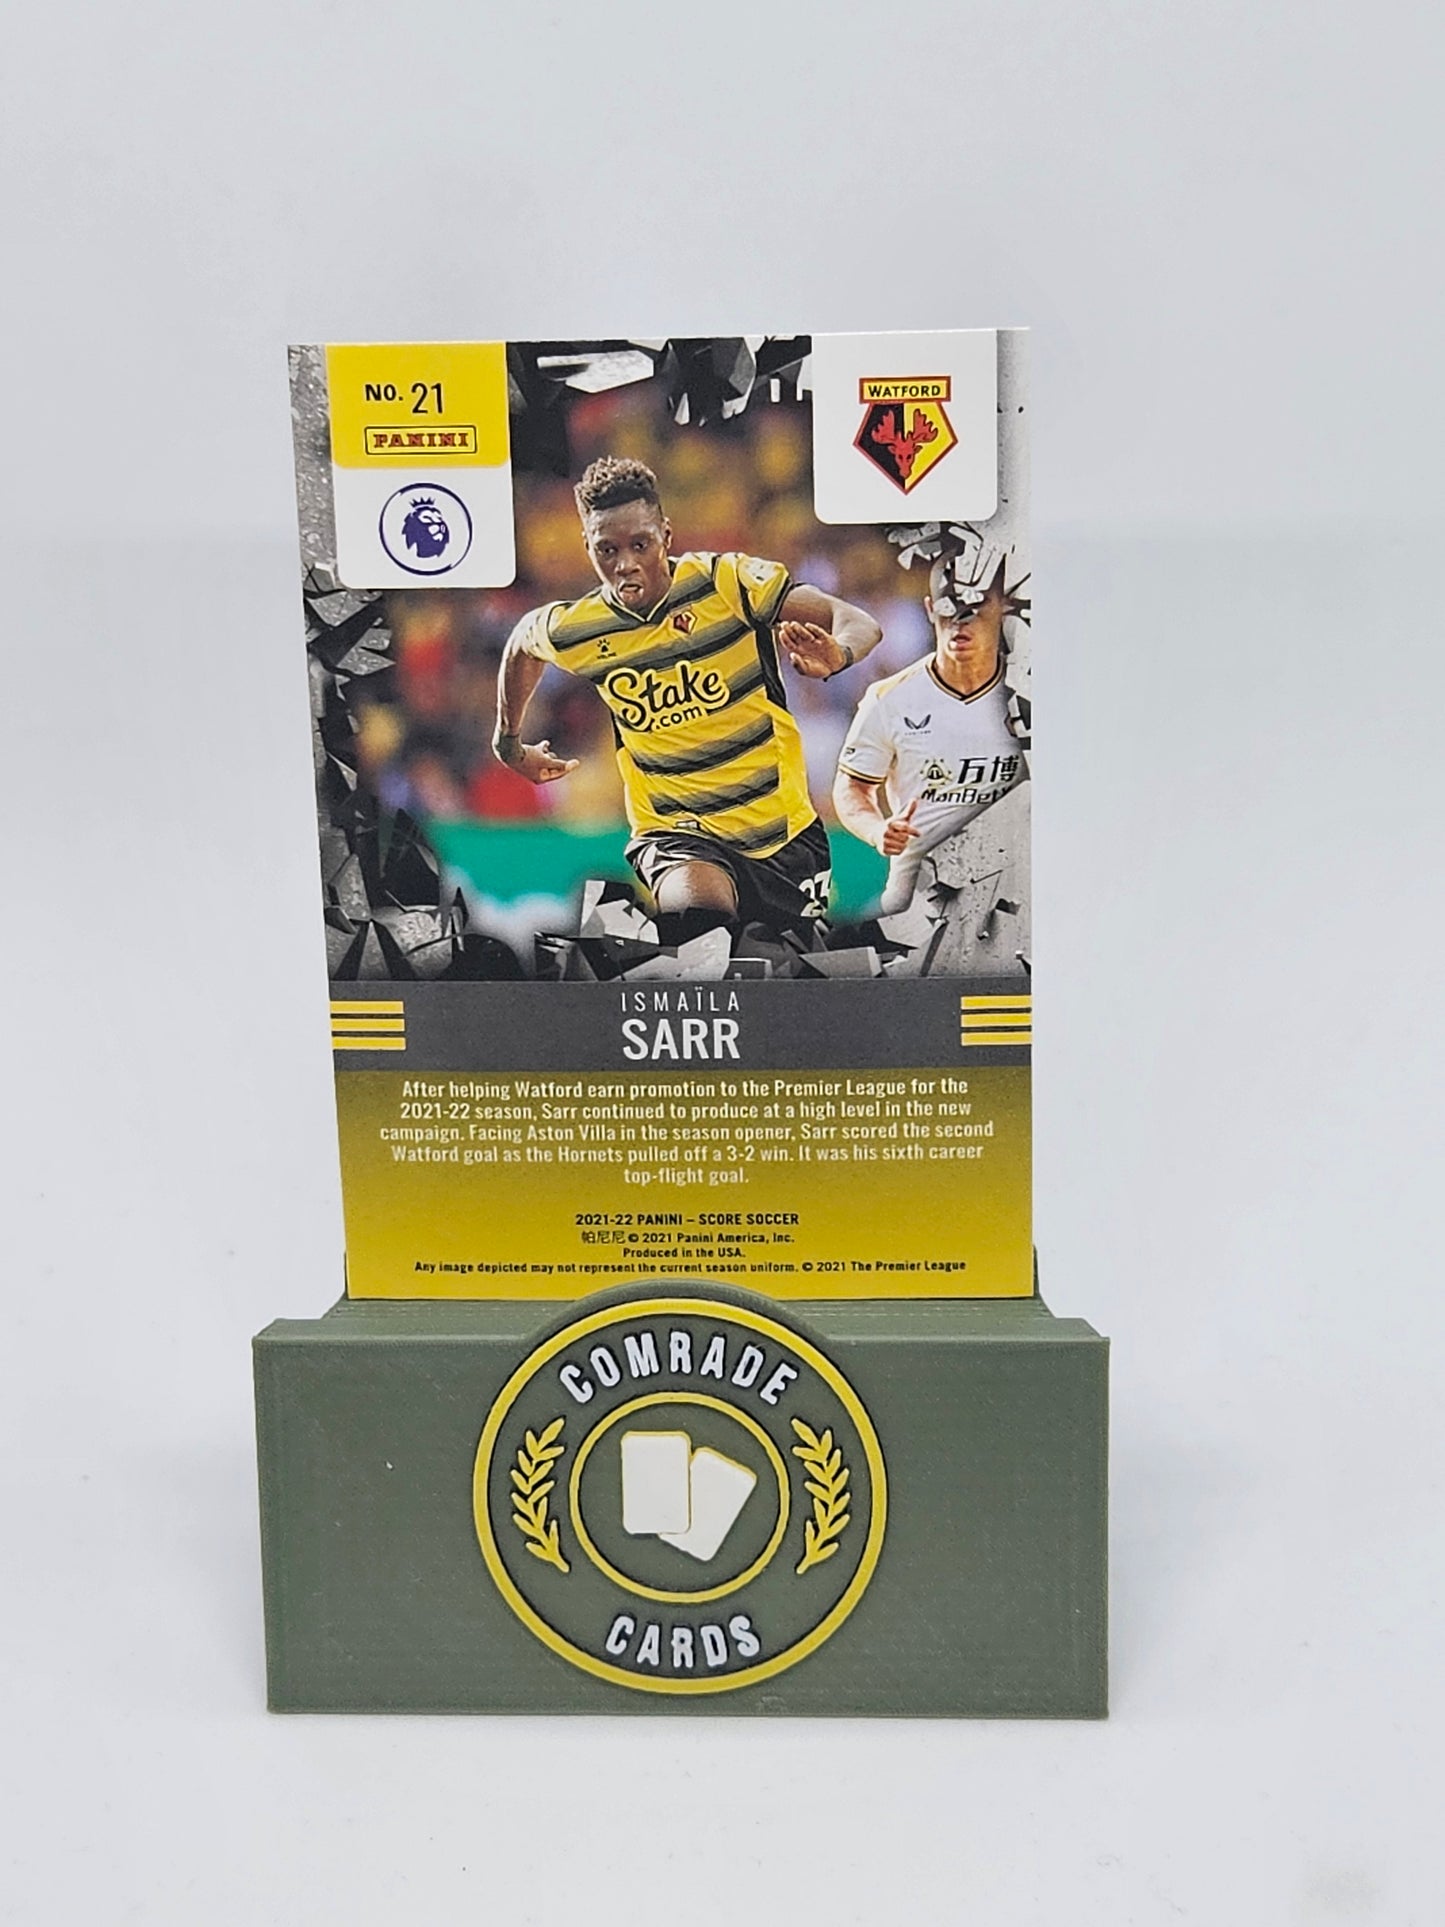 No. 21
PANINI
WATFORD
Stake
.com
万博
ManBet
23
ISMAÏLA
SARR
After helping Watford earn promotion to the Premier League for the
2021-22 season, Sarr continued to produce at a high level in the new
campaign. Facing Aston Villa in the season opener, Sarr scored the second
Watford goal as the Hornets pulled off a 3-2 win. It was his sixth career
top-flight goal.
2021-22 PANINI – SCORE SOCCER
帕尼尼 © 2021 Panini America, Inc.
Produced in the USA.
Any image depicted may not represent the current season uniform. © 2021 The Premier League
COMRADE
CARDS